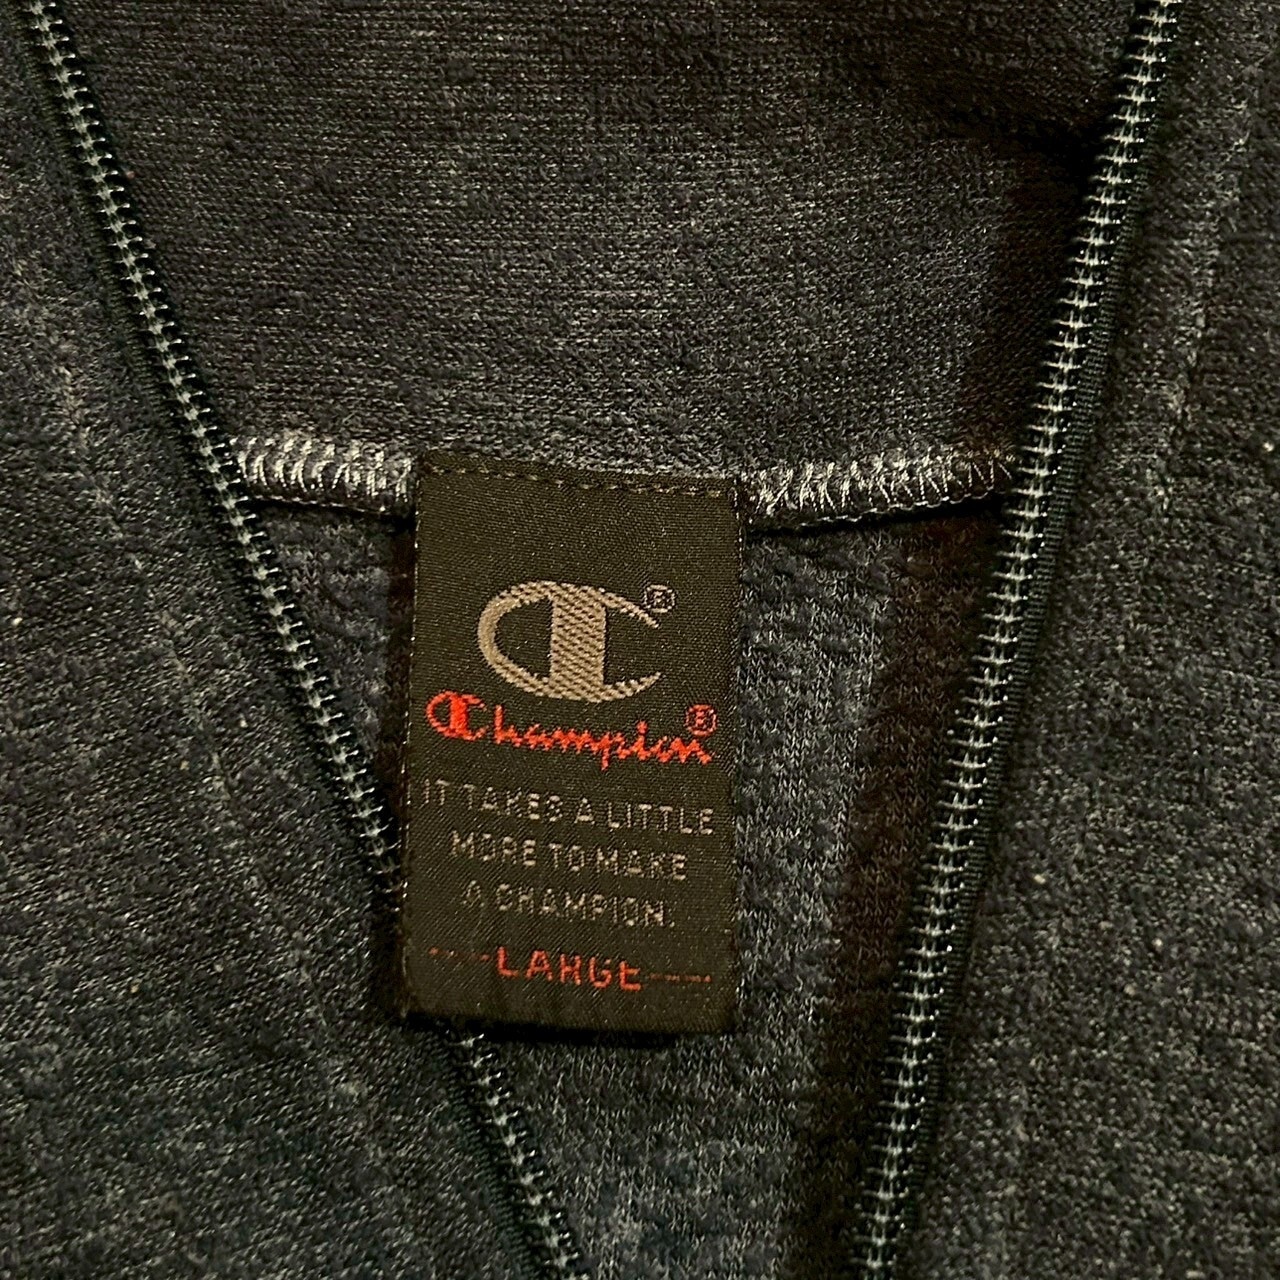 C®
Champion®
IT TAKES A LITTLE
MORE TO MAKE
A CHAMPION.
LARGE